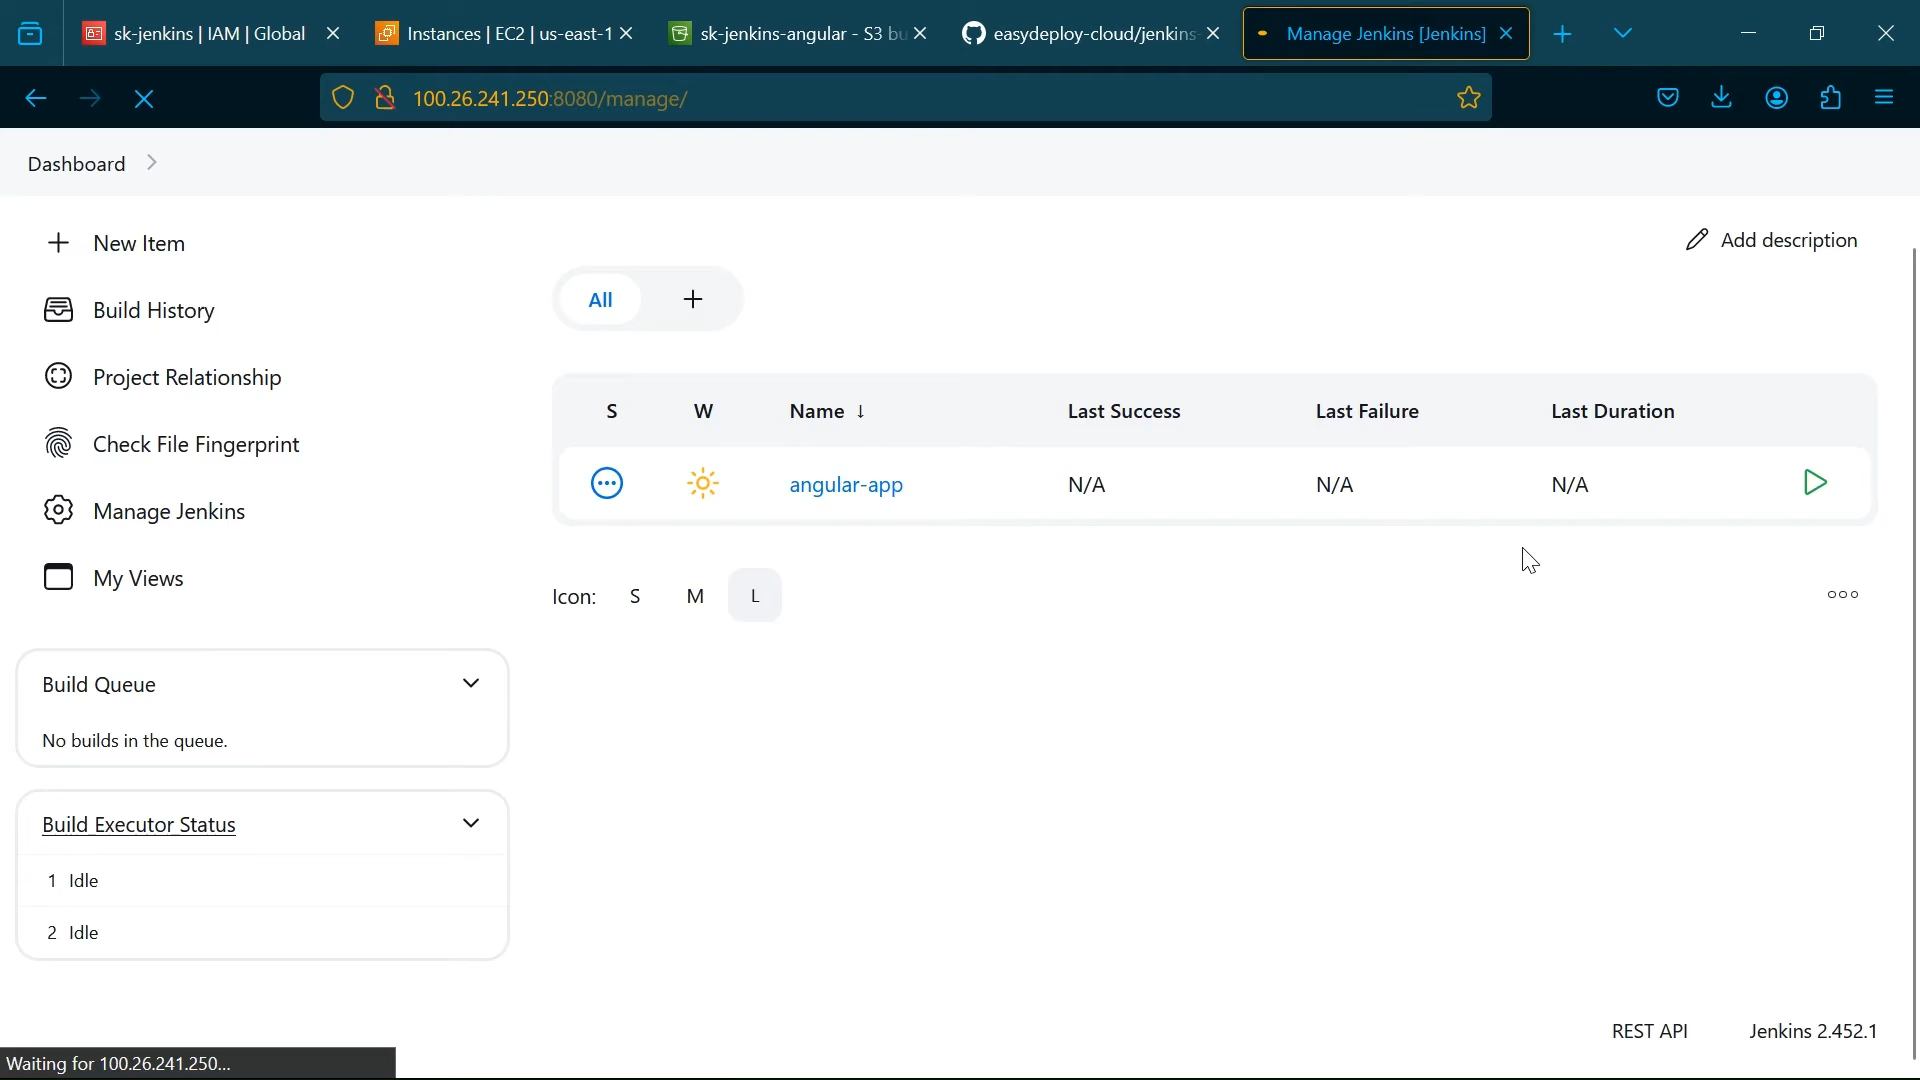 sk-jenkins | IAM | Global
Instances | EC2 | us-east-1
sk-jenkins-angular - S3 bu
easydeploy-cloud/jenkins-
Manage Jenkins [Jenkins]
100.26.241.250:8080/manage/
Dashboard
New Item
Build History
Project Relationship
Check File Fingerprint
Manage Jenkins
My Views
Build Queue
No builds in the queue.
Build Executor Status
1 Idle
2 Idle
Add description
All
S W Name ↓ Last Success Last Failure Last Duration
angular-app N/A N/A N/A
Icon: S M L
REST API Jenkins 2.452.1
Waiting for 100.26.241.250...